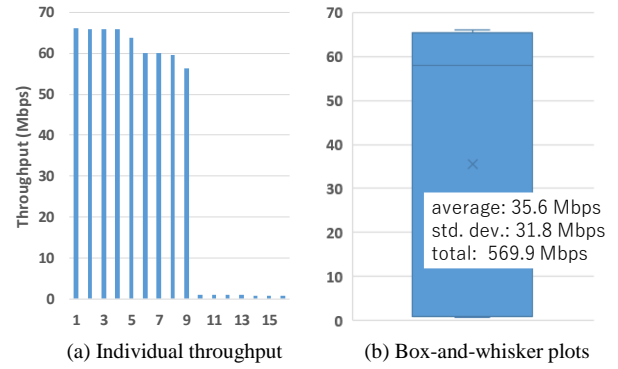 70
60
50
40
30
20
10
0
Throughput (Mbps)
1 3 5 7 9 11 13 15
(a) Individual throughput
70
60
50
40
30
20
10
0
average: 35.6 Mbps
std. dev.: 31.8 Mbps
total: 569.9 Mbps
(b) Box-and-whisker plots